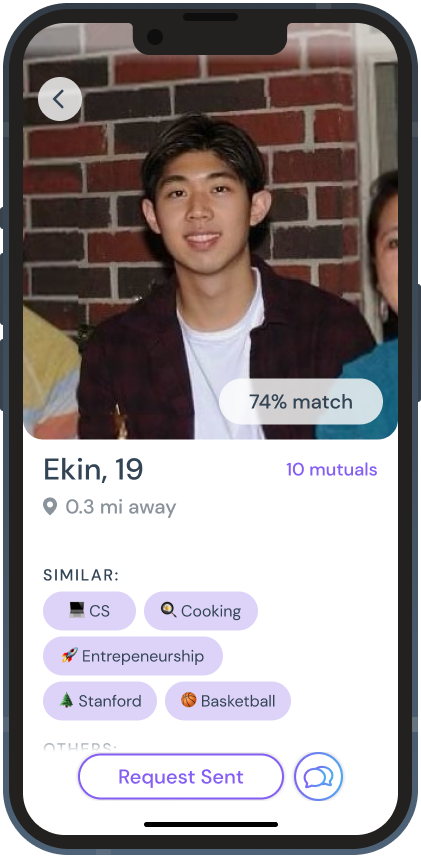 74% match
Ekin, 19
10 mutuals
0.3 mi away
SIMILAR:
CS
Cooking
Entrepeneurship
Stanford
Basketball
OTHERS:
Request Sent